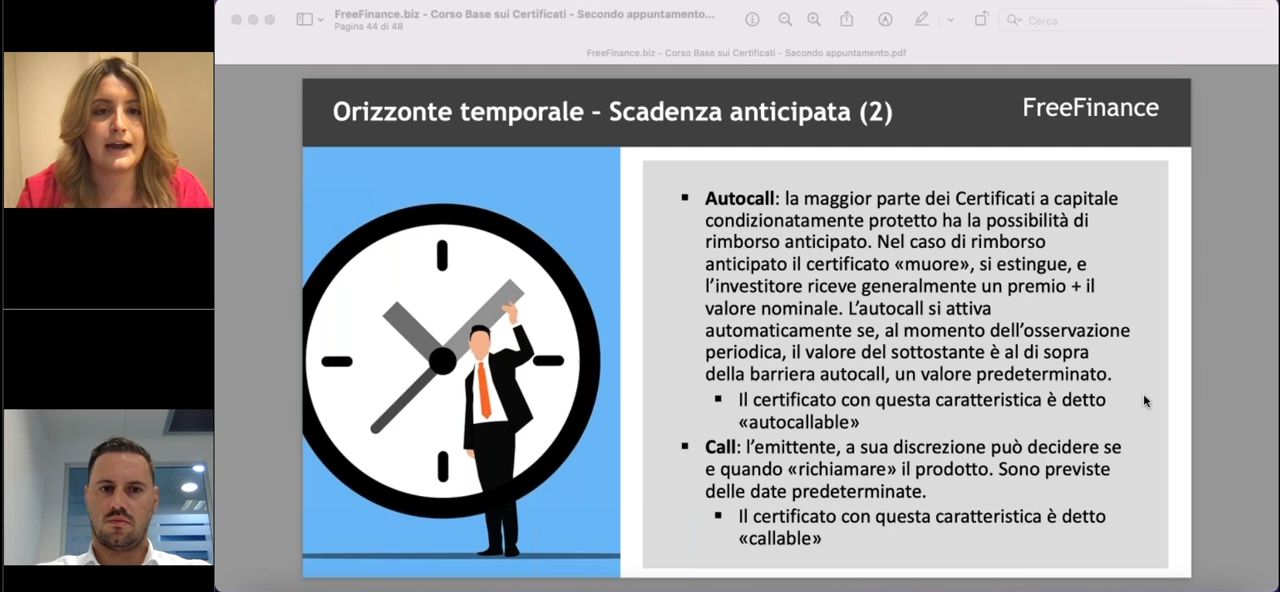 FreeFinance.biz - Corso Base sui Certificati - Secondo appuntamento...
Pagina 44 di 48
Cerca
FreeFinance.biz - Corso Base sui Certificati - Secondo appuntamento.pdf
Orizzonte temporale - Scadenza anticipata (2)
FreeFinance
▪ Autocall: la maggior parte dei Certificati a capitale
condizionatamente protetto ha la possibilità di
rimborso anticipato. Nel caso di rimborso
anticipato il certificato «muore», si estingue, e
l’investitore riceve generalmente un premio + il
valore nominale. L’autocall si attiva
automaticamente se, al momento dell’osservazione
periodica, il valore del sottostante è al di sopra
della barriera autocall, un valore predeterminato.
▪ Il certificato con questa caratteristica è detto
«autocallable»
▪ Call: l’emittente, a sua discrezione può decidere se
e quando «richiamare» il prodotto. Sono previste
delle date predeterminate.
▪ Il certificato con questa caratteristica è detto
«callable»